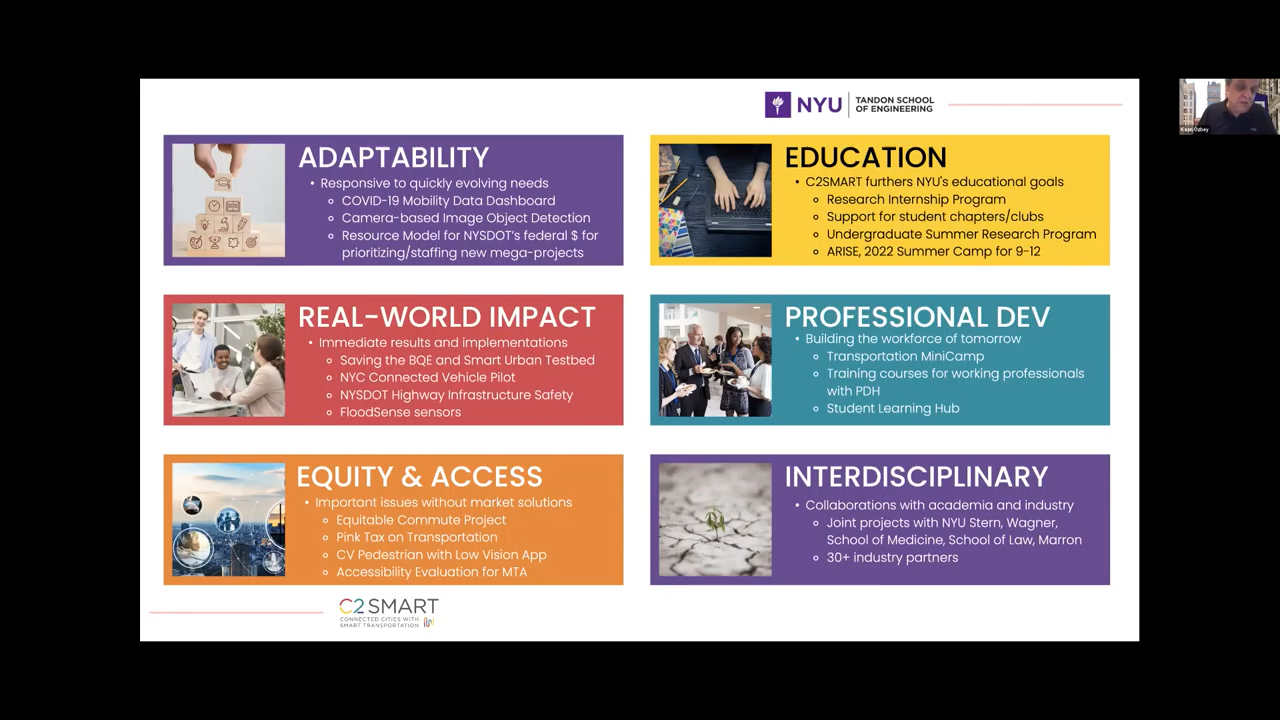 NYU
TANDON SCHOOL
OF ENGINEERING
ADAPTABILITY
• Responsive to quickly evolving needs
COVID-19 Mobility Data Dashboard
Camera-based Image Object Detection
Resource Model for NYSDOT's federal $ for
prioritizing/staffing new mega-projects
EDUCATION
• C2SMART furthers NYU's educational goals
Research Internship Program
Support for student chapters/clubs
Undergraduate Summer Research Program
ARISE, 2022 Summer Camp for 9-12
REAL-WORLD IMPACT
• Immediate results and implementations
Saving the BQE and Smart Urban Testbed
NYC Connected Vehicle Pilot
NYSDOT Highway Infrastructure Safety
FloodSense sensors
PROFESSIONAL DEV
• Building the workforce of tomorrow
Transportation MiniCamp
Training courses for working professionals
with PDH
Student Learning Hub
EQUITY & ACCESS
• Important issues without market solutions
Equitable Commute Project
Pink Tax on Transportation
CV Pedestrian with Low Vision App
Accessibility Evaluation for MTA
INTERDISCIPLINARY
• Collaborations with academia and industry
Joint projects with NYU Stern, Wagner,
School of Medicine, School of Law, Marron
30+ industry partners
C2SMART
CONNECTED CITIES WITH
SMART TRANSPORTATION
Ozbay